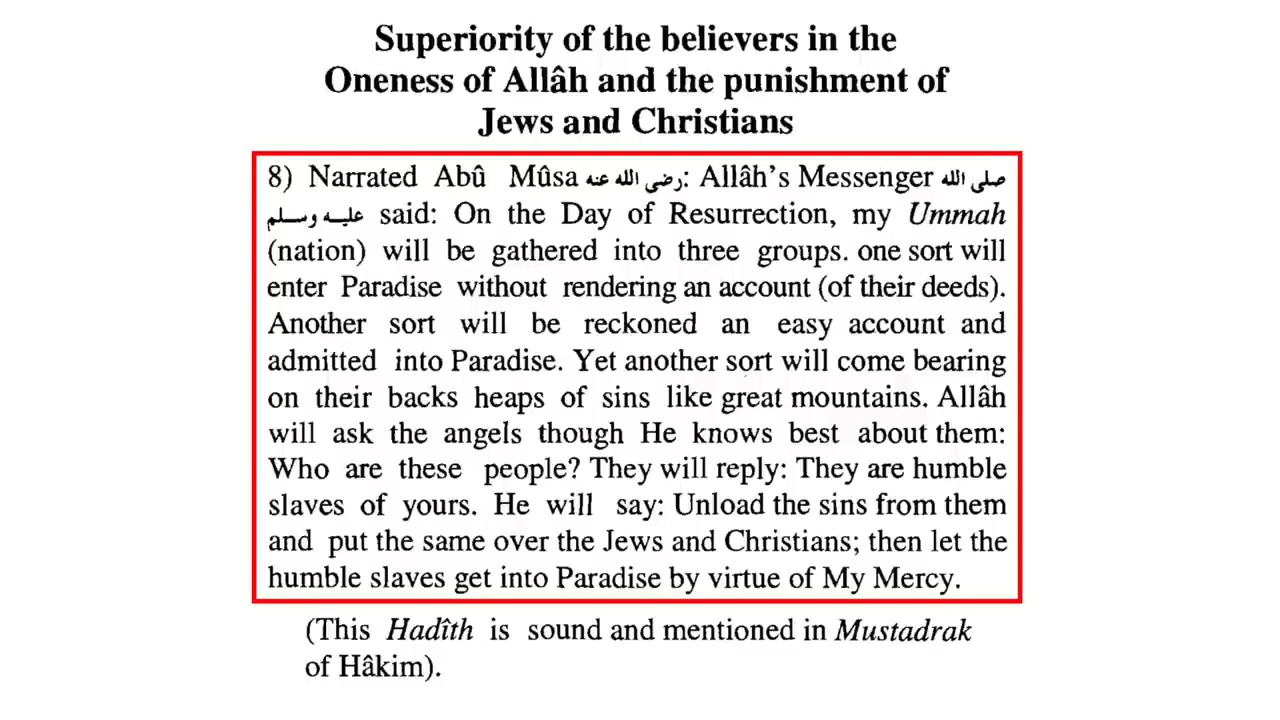 Superiority of the believers in the
Oneness of Allâh and the punishment of
Jews and Christians
8) Narrated Abû Mûsa رضى الله عنه: Allâh's Messenger صلى الله
عليه وسلم said: On the Day of Resurrection, my Ummah
(nation) will be gathered into three groups. one sort will
enter Paradise without rendering an account (of their deeds).
Another sort will be reckoned an easy account and
admitted into Paradise. Yet another sort will come bearing
on their backs heaps of sins like great mountains. Allâh
will ask the angels though He knows best about them:
Who are these people? They will reply: They are humble
slaves of yours. He will say: Unload the sins from them
and put the same over the Jews and Christians; then let the
humble slaves get into Paradise by virtue of My Mercy.
(This Hadîth is sound and mentioned in Mustadrak
of Hâkim).